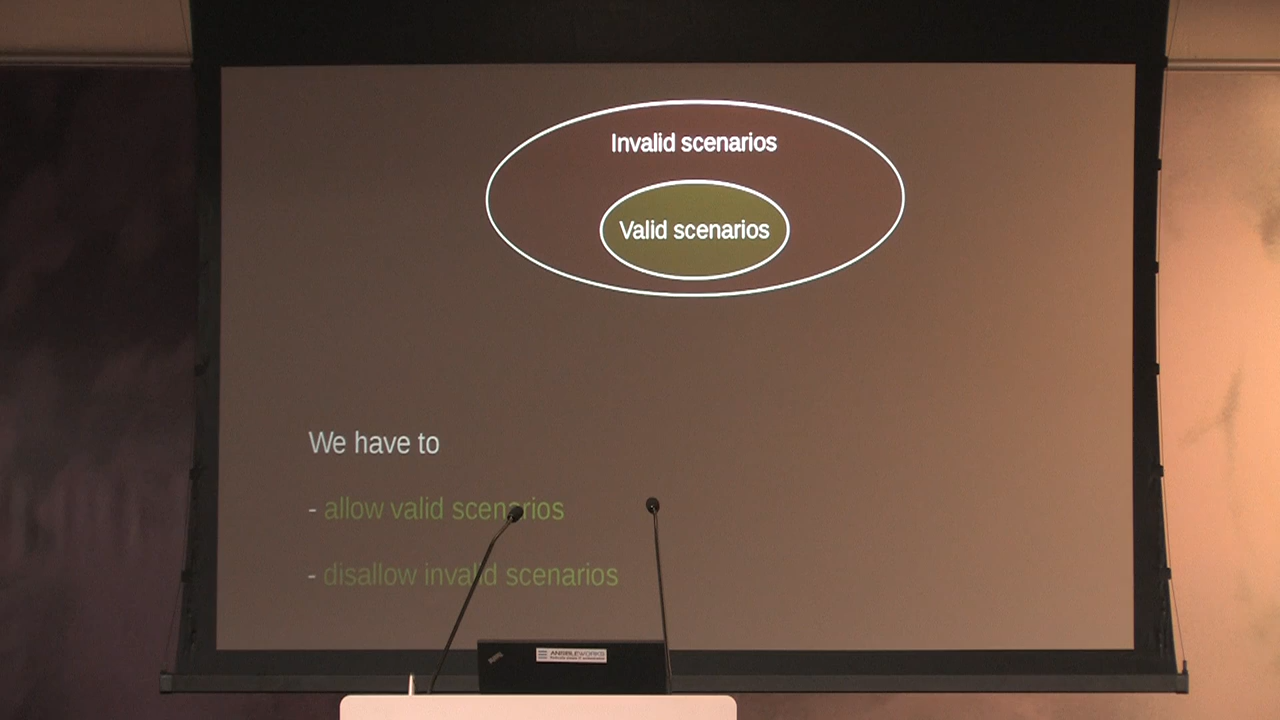 Invalid scenarios
Valid scenarios
We have to
- allow valid scenarios
- disallow invalid scenarios
ANSIBLEWORKS